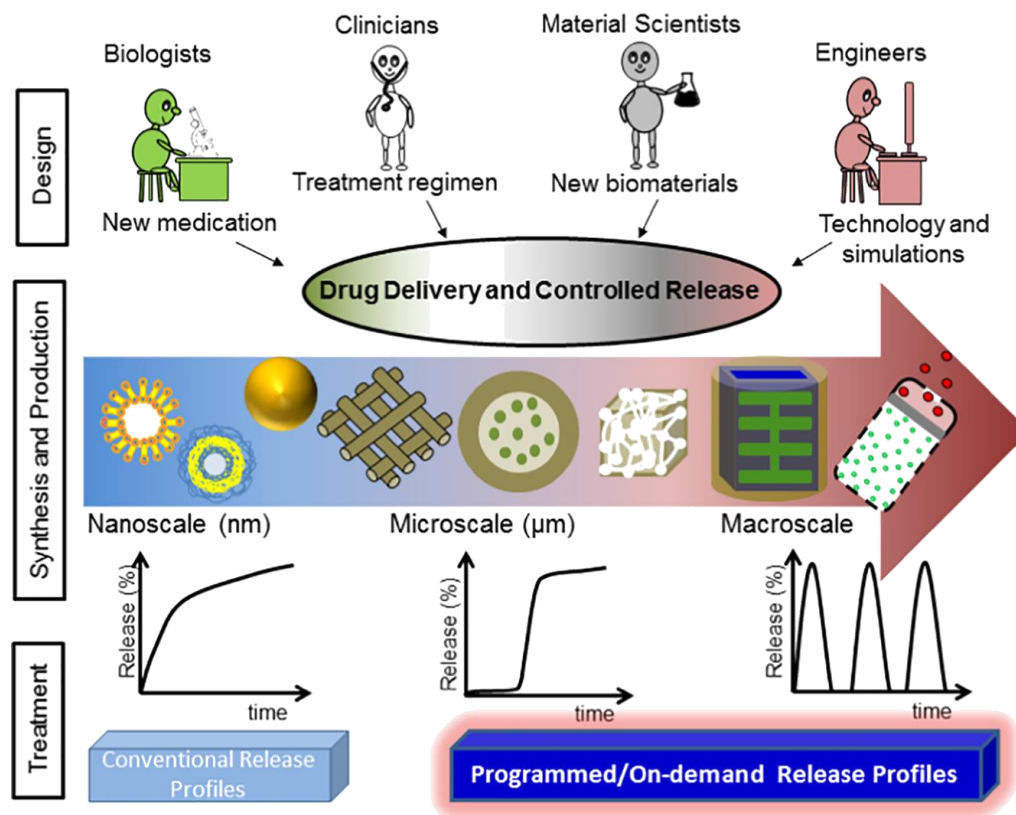 Biologists
Clinicians
Material Scientists
Engineers
Design
New medication
Treatment regimen
New biomaterials
Technology and
simulations
Drug Delivery and Controlled Release
Synthesis and Production
Nanoscale (nm)
Microscale (µm)
Macroscale
Release (%)
time
Release (%)
time
Release (%)
time
Treatment
Conventional Release
Profiles
Programmed/On-demand Release Profiles